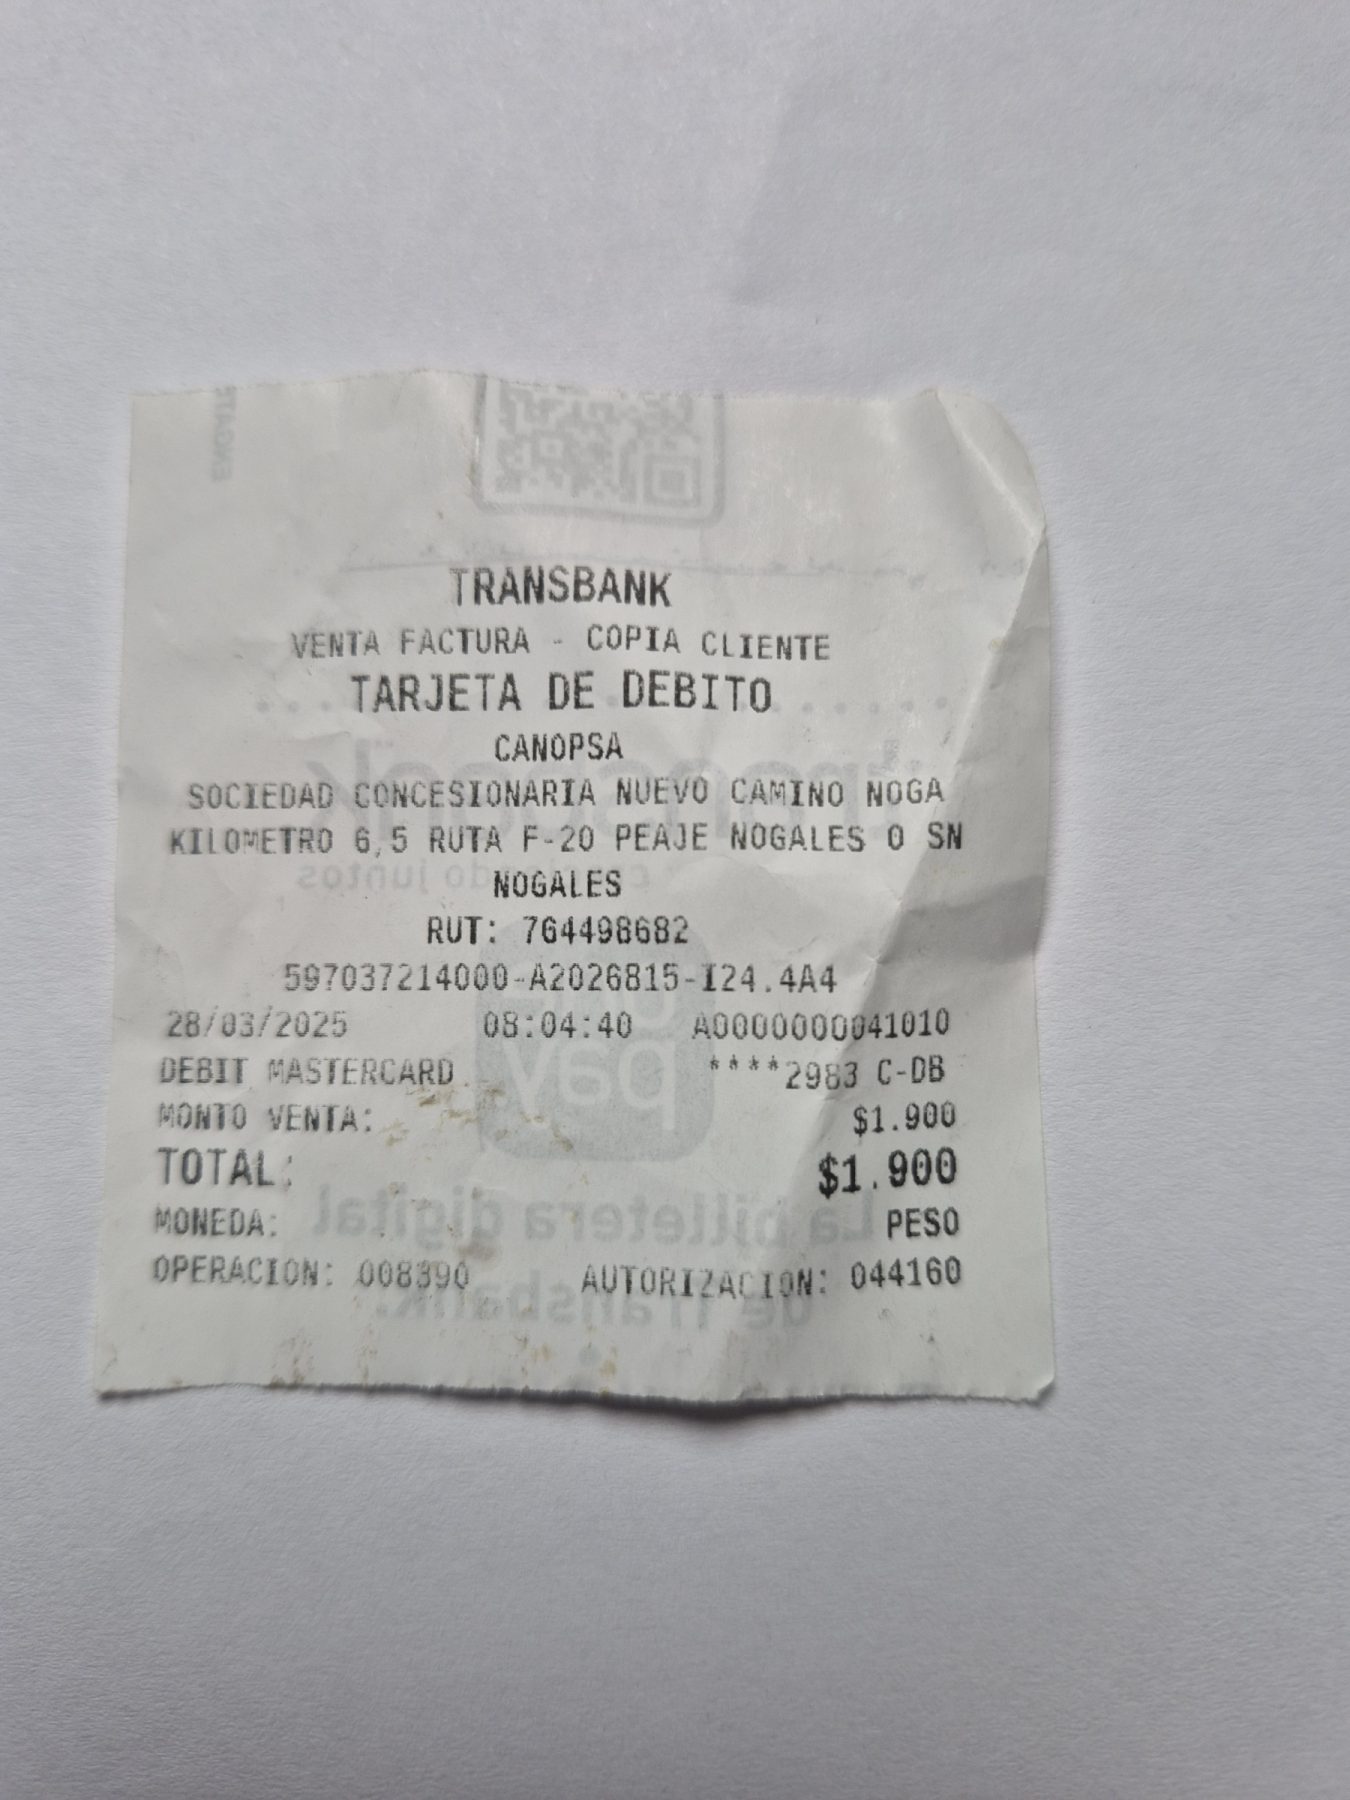 TRANSBANK
VENTA FACTURA - COPIA CLIENTE
TARJETA DE DEBITO
CANOPSA
SOCIEDAD CONCESIONARIA NUEVO CAMINO NOGA
KILOMETRO 6,5 RUTA F-20 PEAJE NOGALES 0 SN
NOGALES
RUT: 764498682
597037214000-A2026815-I24.4A4
28/03/2025 08:04:40 A0000000041010
DEBIT MASTERCARD ****2983 C-DB
MONTO VENTA: $1.900
TOTAL: $1.900
MONEDA: PESO
OPERACION: 008390 AUTORIZACION: 044160